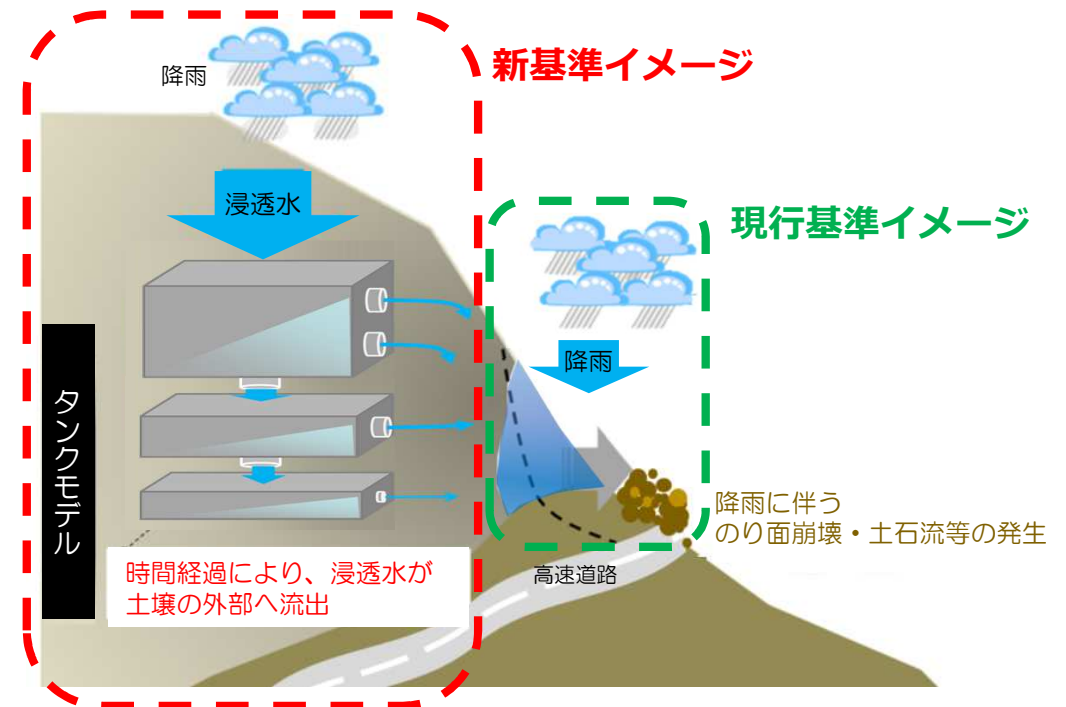 新基準イメージ
降雨
浸透水
現行基準イメージ
降雨
タンクモデル
降雨に伴う
のり面崩壊・土石流等の発生
時間経過により、浸透水が
土壌の外部へ流出
高速道路